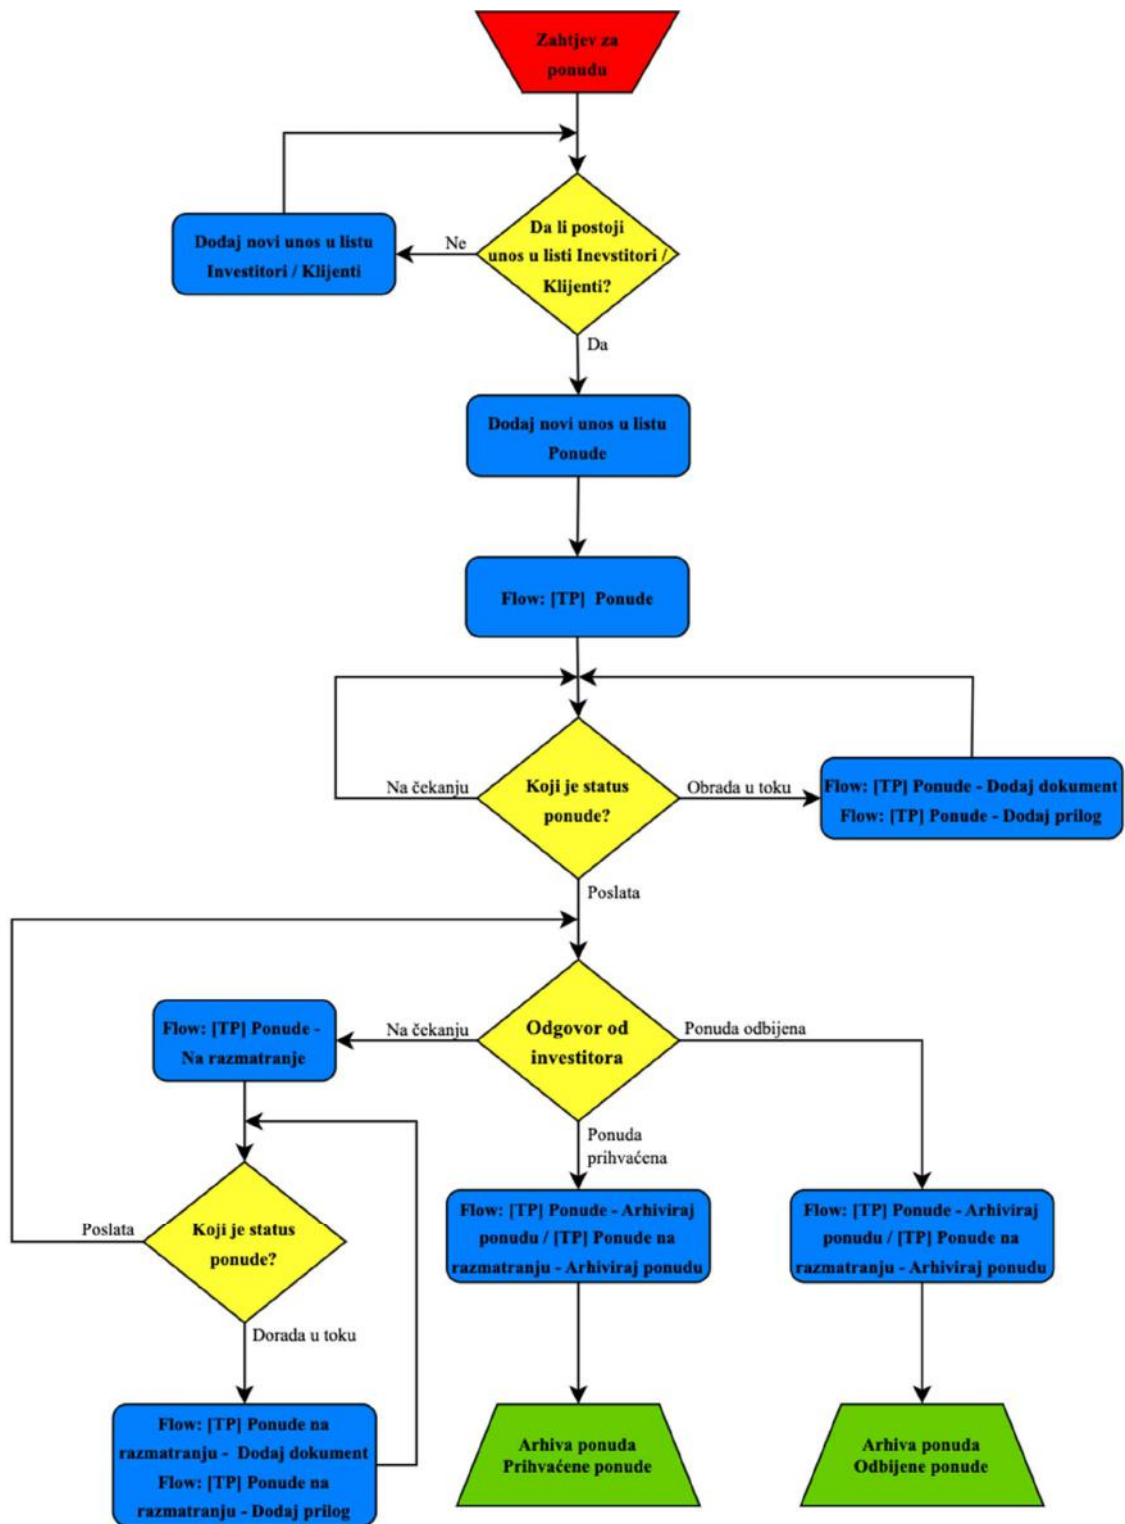 Zahtjev za
ponudu
Da li postoji
unos u listi Inevstitori /
Klijenti?
Ne
Dodaj novi unos u listu
Investitori / Klijenti
Da
Dodaj novi unos u listu
Ponude
Flow: [TP] Ponude
Koji je status
ponude?
Na čekanju
Obrada u toku
Flow: [TP] Ponude - Dodaj dokument
Flow: [TP] Ponude - Dodaj prilog
Poslata
Odgovor od
investitora
Na čekanju
Ponuda odbijena
Flow: [TP] Ponude -
Na razmatranje
Ponuda
prihvaćena
Poslata
Koji je status
ponude?
Flow: [TP] Ponude - Arhiviraj
ponudu / [TP] Ponude na
razmatranju - Arhiviraj ponudu
Flow: [TP] Ponude - Arhiviraj
ponudu / [TP] Ponude na
razmatranju - Arhiviraj ponudu
Dorada u toku
Flow: [TP] Ponude na
razmatranju - Dodaj dokument
Flow: [TP] Ponude na
razmatranju - Dodaj prilog
Arhiva ponuda
Prihvaćene ponude
Arhiva ponuda
Odbijene ponude